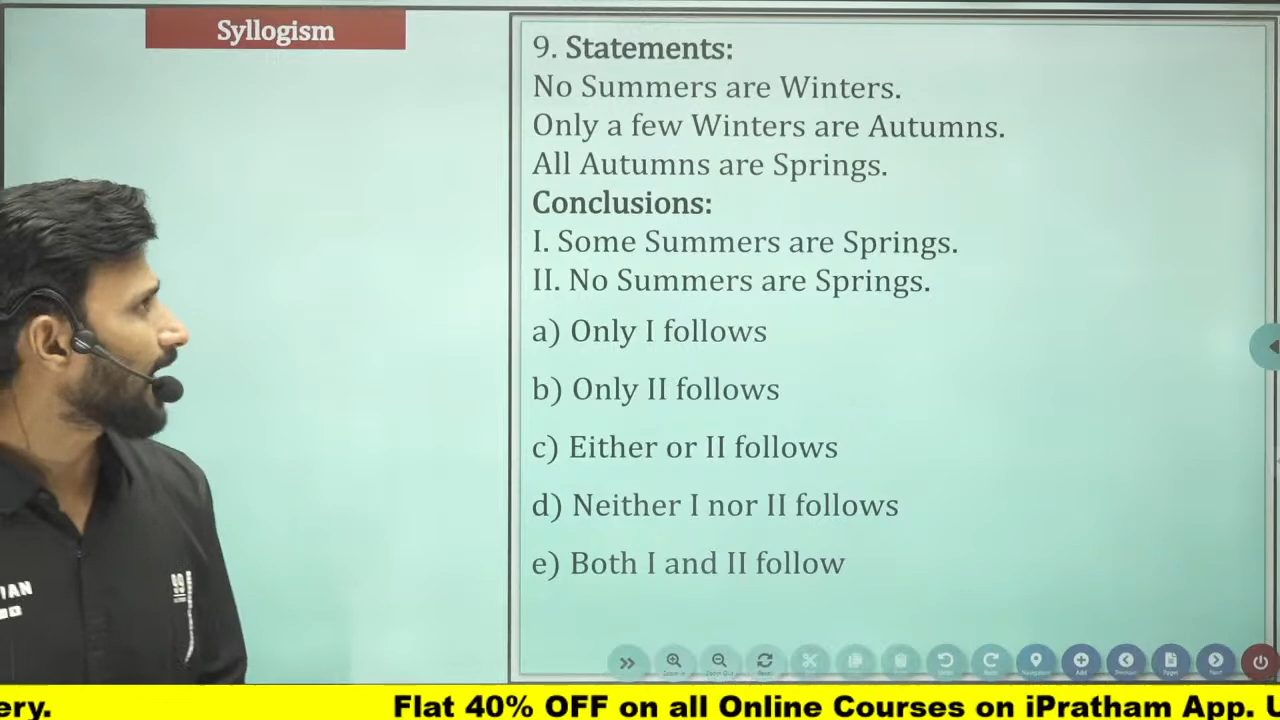 Syllogism
9. Statements:
No Summers are Winters.
Only a few Winters are Autumns.
All Autumns are Springs.
Conclusions:
I. Some Summers are Springs.
II. No Summers are Springs.
a) Only I follows
b) Only II follows
c) Either or II follows
d) Neither I nor II follows
e) Both I and II follow
IAN
ery.
Flat 40% OFF on all Online Courses on iPratham App. U